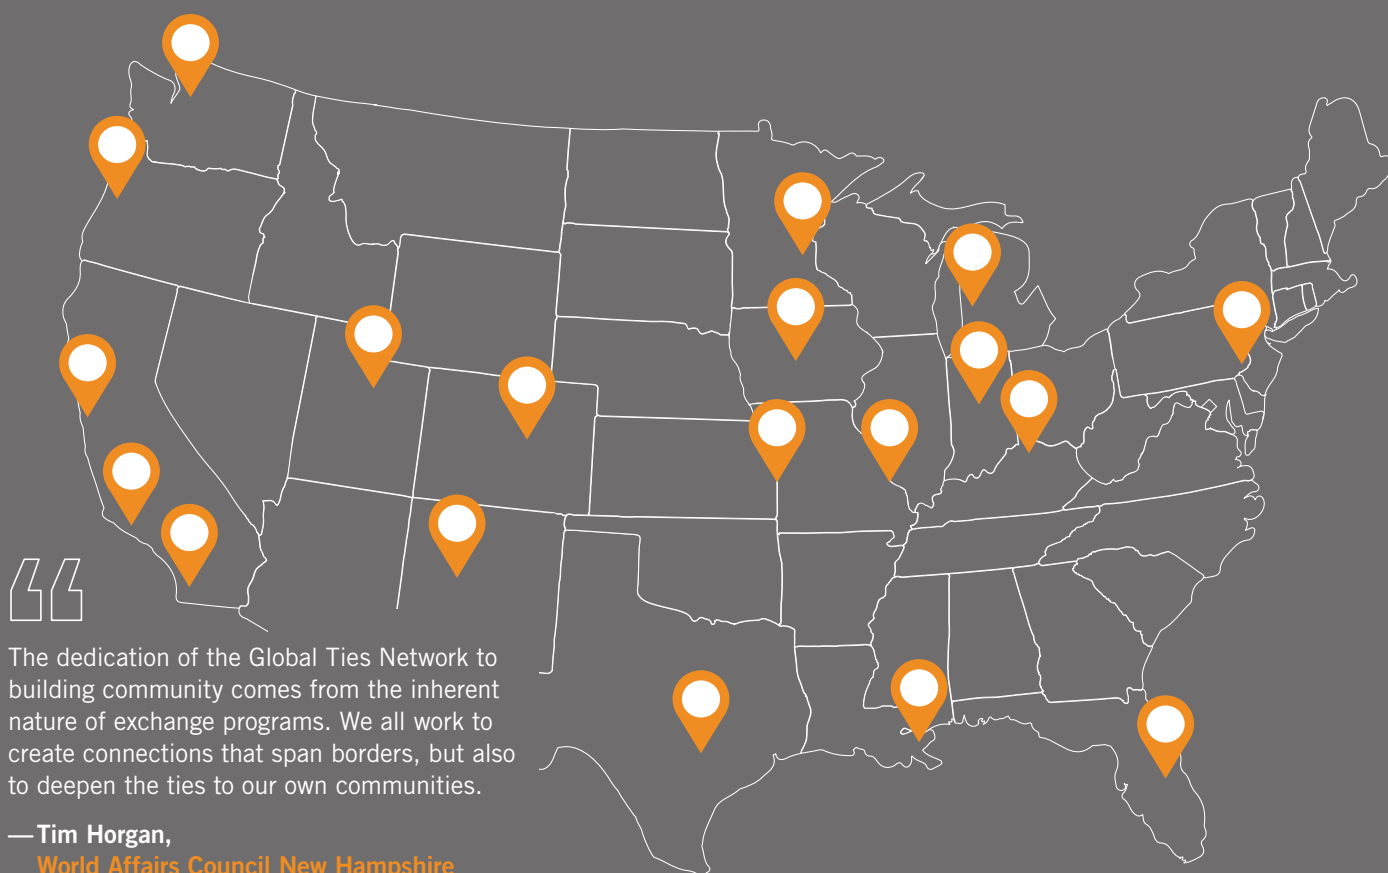 “
The dedication of the Global Ties Network to
building community comes from the inherent
nature of exchange programs. We all work to
create connections that span borders, but also
to deepen the ties to our own communities.
—Tim Horgan,
World Affairs Council New Hampshire